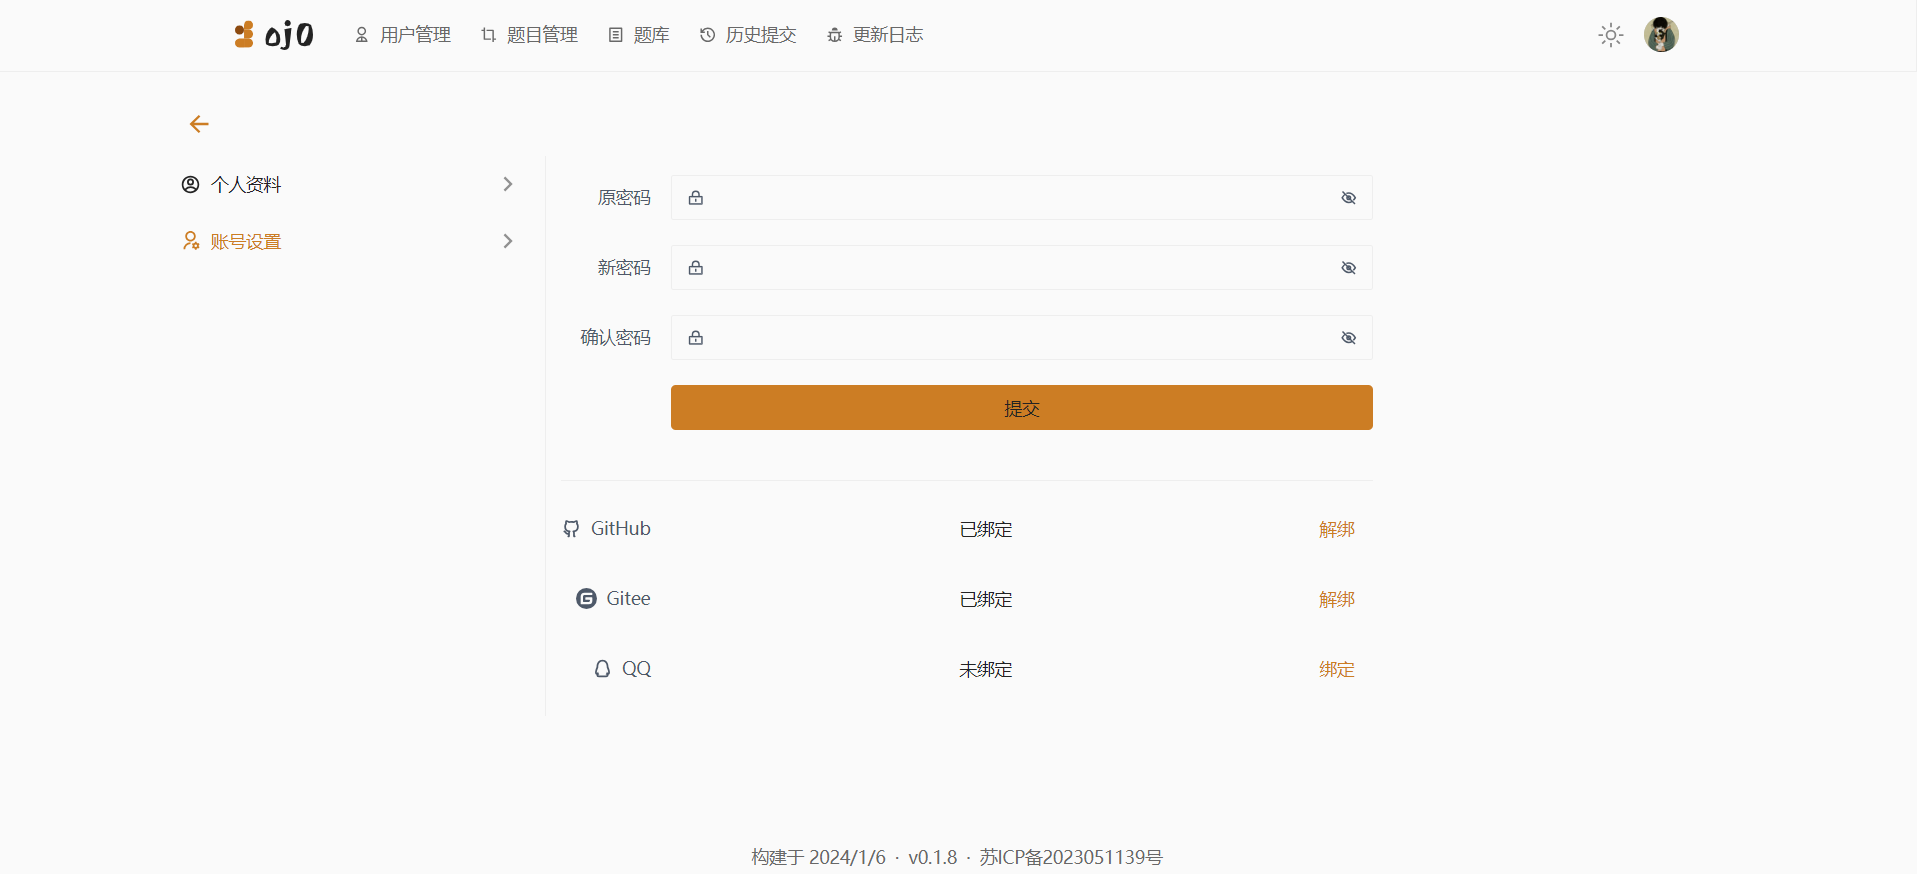 oj0 用户管理 题目管理 题库 历史提交 更新日志
个人资料
账号设置
原密码
新密码
确认密码
提交
GitHub 已绑定 解绑
Gitee 已绑定 解绑
QQ 未绑定 绑定
构建于 2024/1/6 · v0.1.8 · 苏ICP备2023051139号